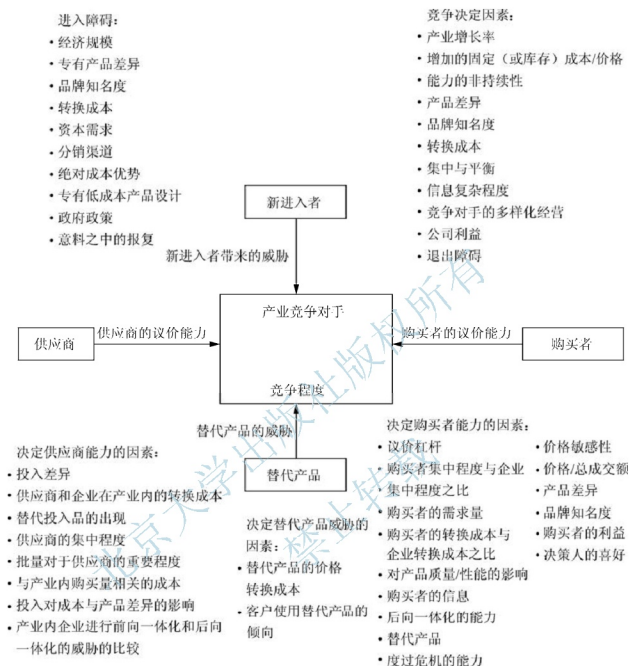 进入障碍：
• 经济规模
• 专有产品差异
• 品牌知名度
• 转换成本
• 资本需求
• 分销渠道
• 绝对成本优势
• 专有低成本产品设计
• 政府政策
• 意料之中的报复
竞争决定因素：
• 产业增长率
• 增加的固定（或库存）成本/价格
• 能力的非持续性
• 产品差异
• 品牌知名度
• 转换成本
• 集中与平衡
• 信息复杂程度
• 竞争对手的多样化经营
• 公司利益
• 退出障碍
新进入者
新进入者带来的威胁
产业竞争对手
供应商
供应商的议价能力
购买者的议价能力
购买者
竞争程度
替代产品的威胁
替代产品
决定供应商能力的因素：
• 投入差异
• 供应商和企业在产业内的转换成本
• 替代投入品的出现
• 供应商的集中程度
• 批量对于供应商的重要程度
• 与产业内购买量相关的成本
• 投入对成本与产品差异的影响
• 产业内企业进行前向一体化和后向
一体化的威胁的比较
决定替代产品威胁的
因素：
• 替代产品的价格
转换成本
• 客户使用替代产品的
倾向
决定购买者能力的因素：
• 议价杠杆
• 购买者集中程度与企业
集中程度之比
• 购买者的需求量
• 购买者的转换成本与
企业转换成本之比
• 对产品质量/性能的影响
• 购买者的信息
• 后向一体化的能力
• 替代产品
• 度过危机的能力
• 价格敏感性
• 价格/总成交额
• 产品差异
• 品牌知名度
• 购买者的利益
• 决策人的喜好
北京大学出版社版权所有
禁止转载